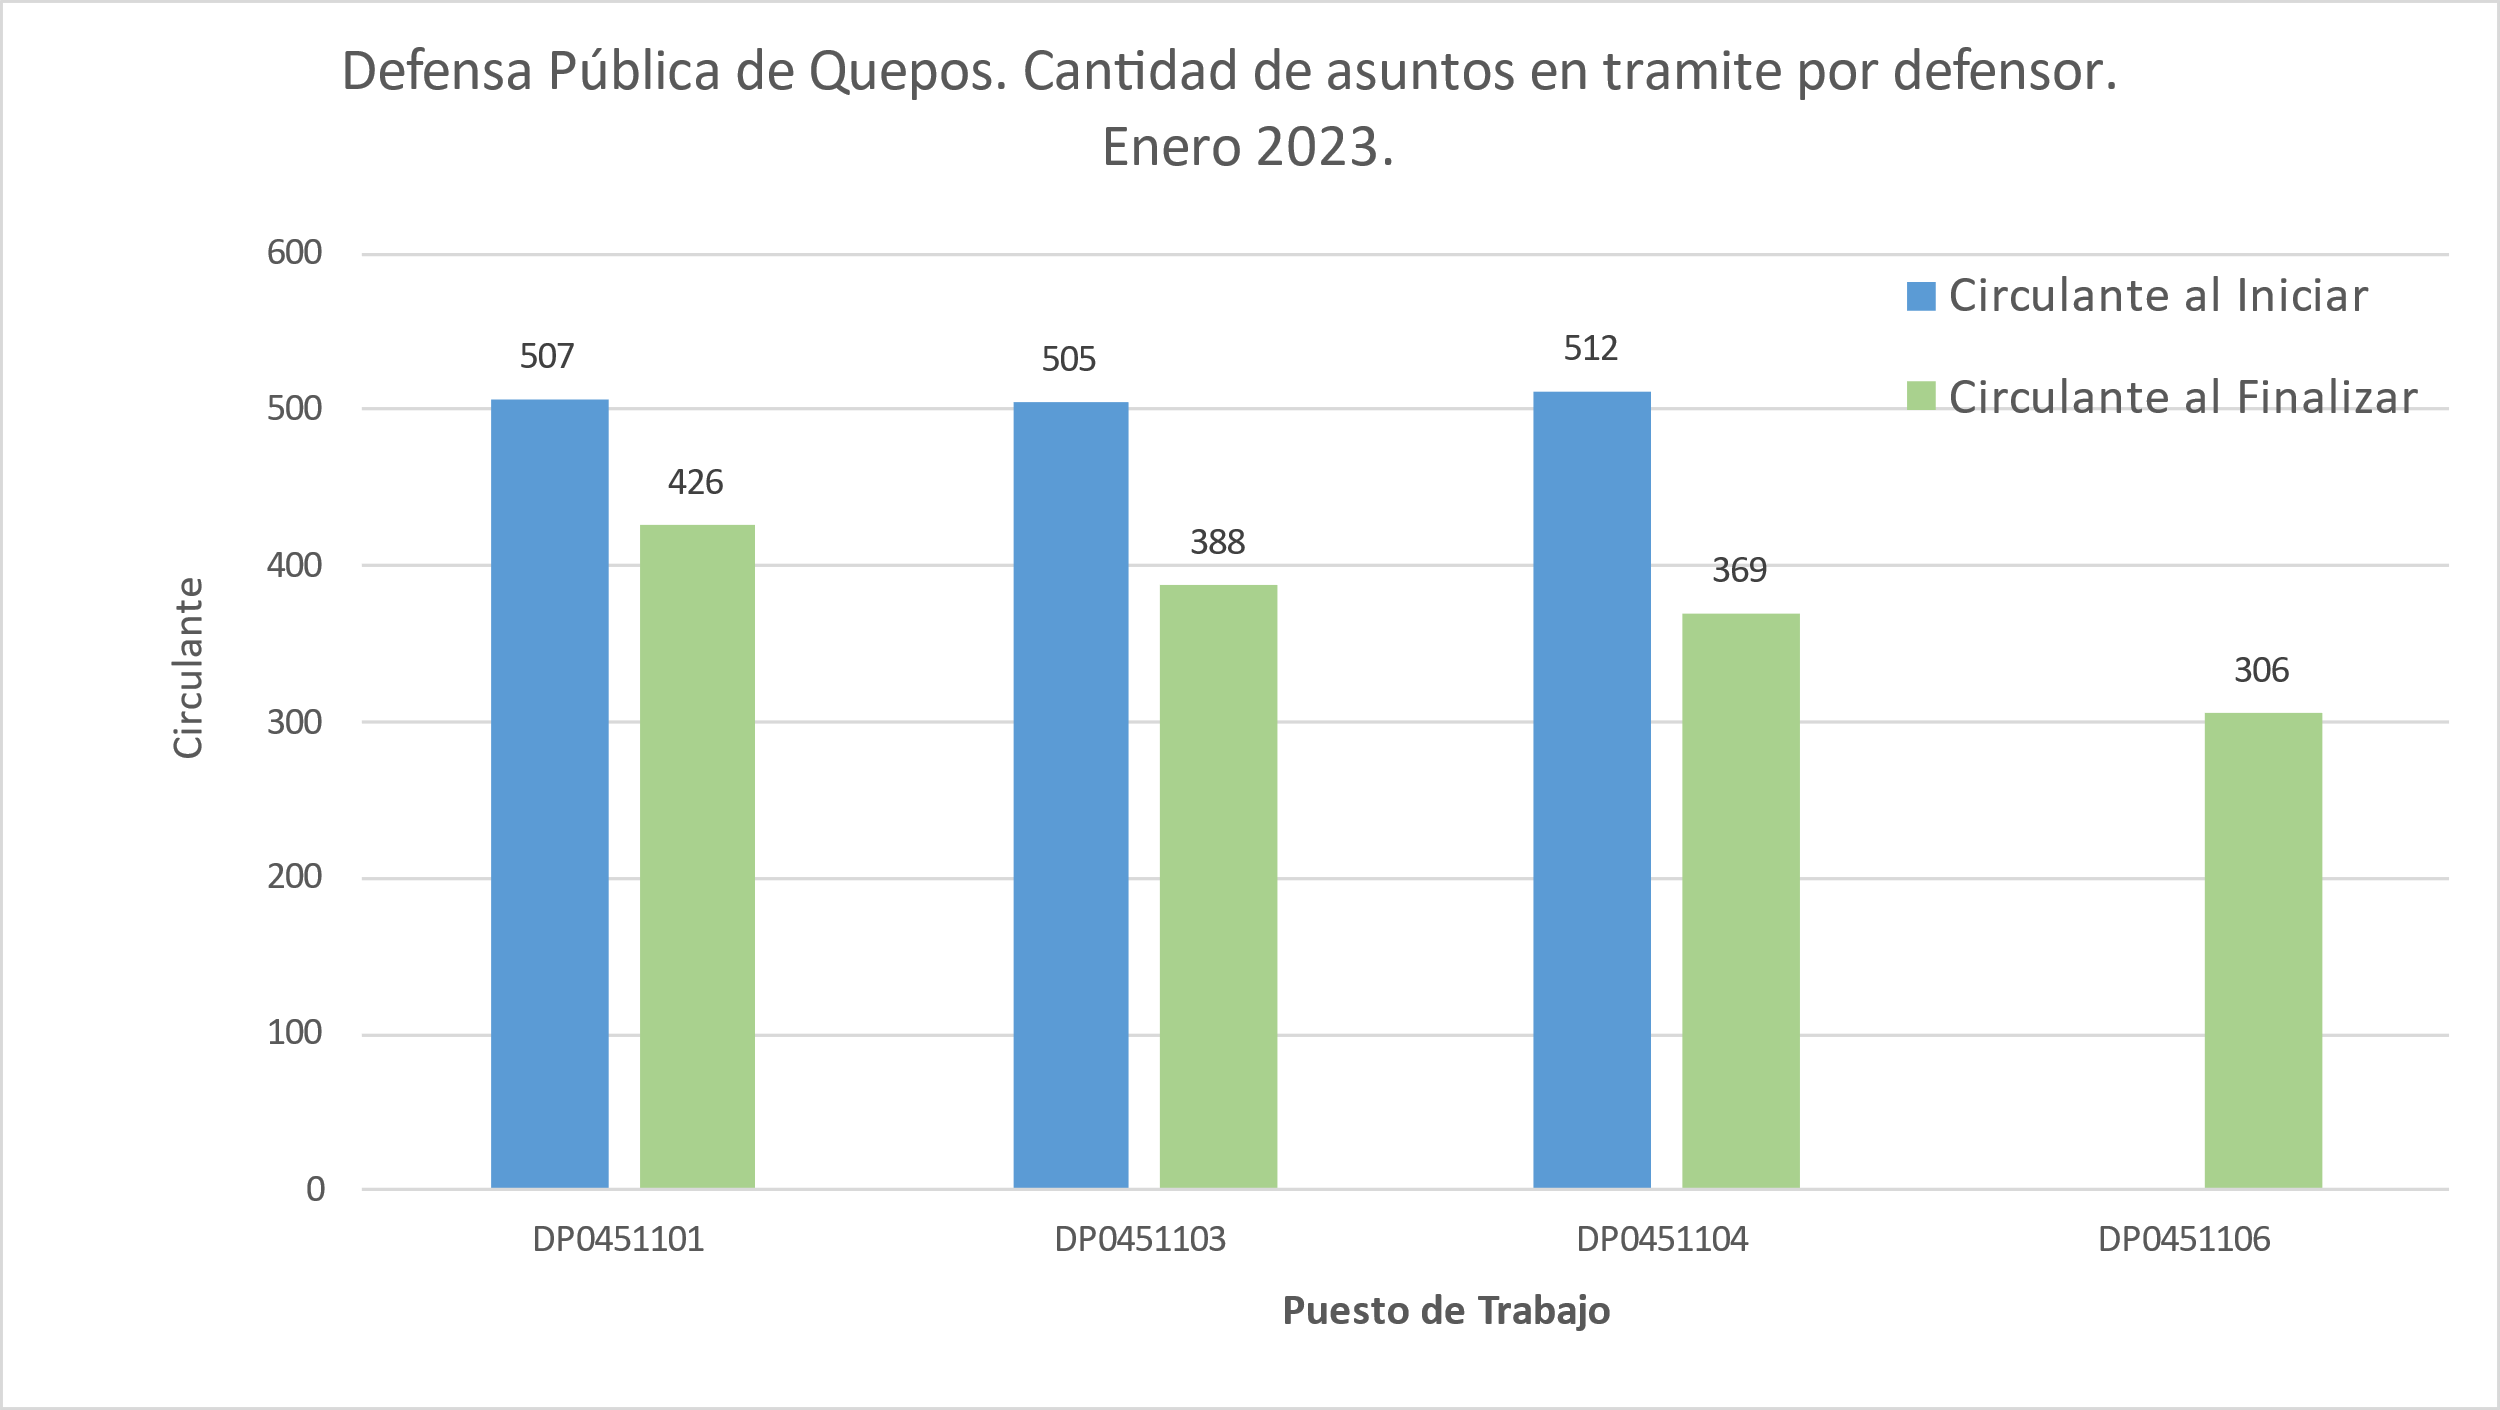 Defensa Pública de Quepos. Cantidad de asuntos en tramite por defensor.
Enero 2023.
600
500
400
300
200
100
0
Circulante
Circulante al Iniciar
Circulante al Finalizar
507
426
505
388
512
369
306
DP0451101
DP0451103
DP0451104
DP0451106
Puesto de Trabajo